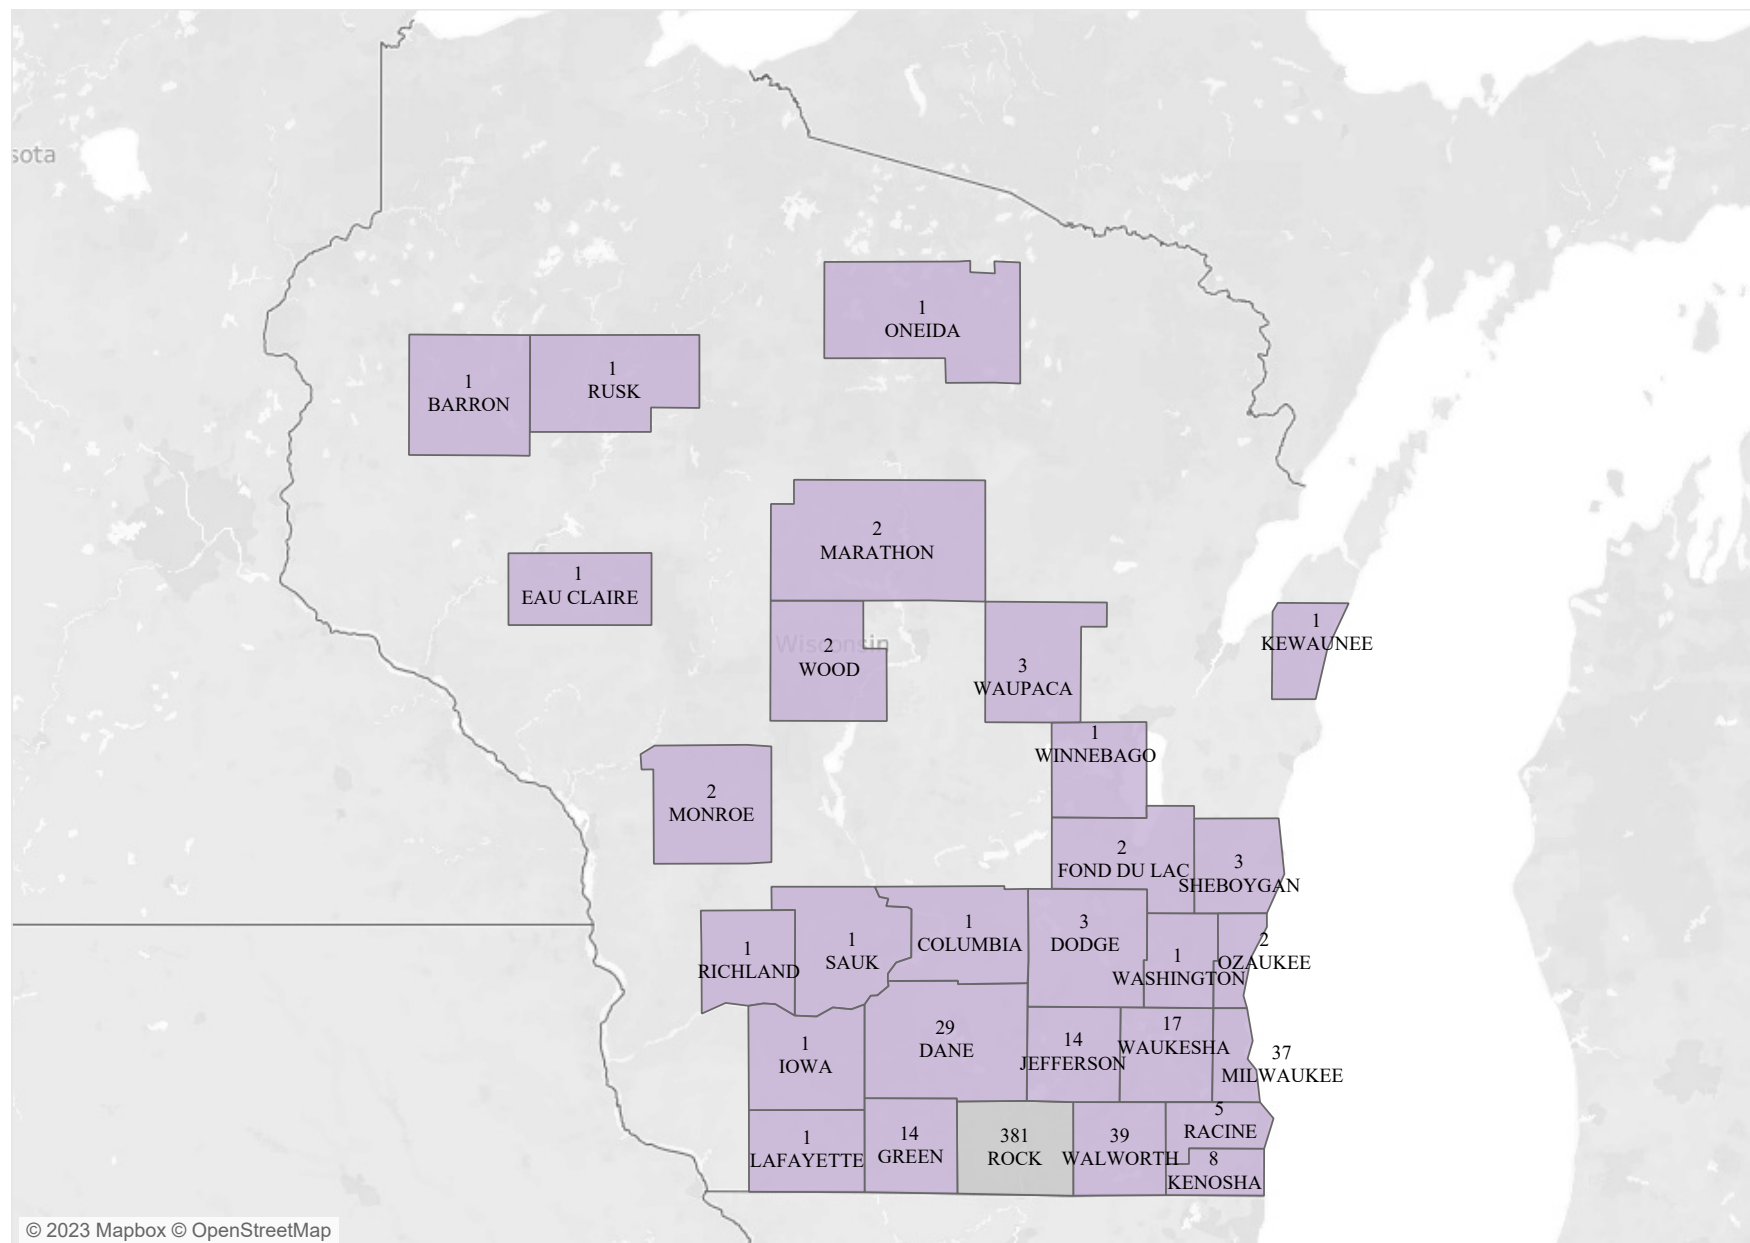 sota
1
ONEIDA
1
BARRON
1
RUSK
2
MARATHON
1
EAU CLAIRE
Wisconsin
2
WOOD
3
WAUPACA
1
KEWAUNEE
1
WINNEBAGO
2
MONROE
2
FOND DU LAC
3
SHEBOYGAN
1
RICHLAND
1
SAUK
1
COLUMBIA
3
DODGE
1
WASHINGTON
2
OZAUKEE
1
IOWA
29
DANE
14
JEFFERSON
17
WAUKESHA
37
MILWAUKEE
1
LAFAYETTE
14
GREEN
381
ROCK
39
WALWORTH
5
RACINE
8
KENOSHA
© 2023 Mapbox © OpenStreetMap